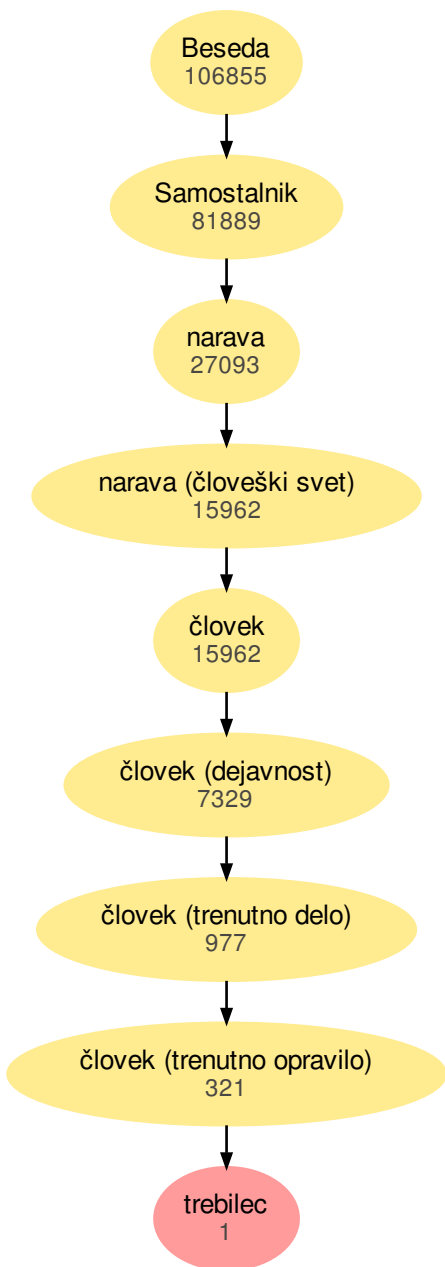 Beseda
106855
Samostalnik
81889
narava
27093
narava (človeški svet)
15962
človek
15962
človek (dejavnost)
7329
človek (trenutno delo)
977
človek (trenutno opravilo)
321
trebilec
1